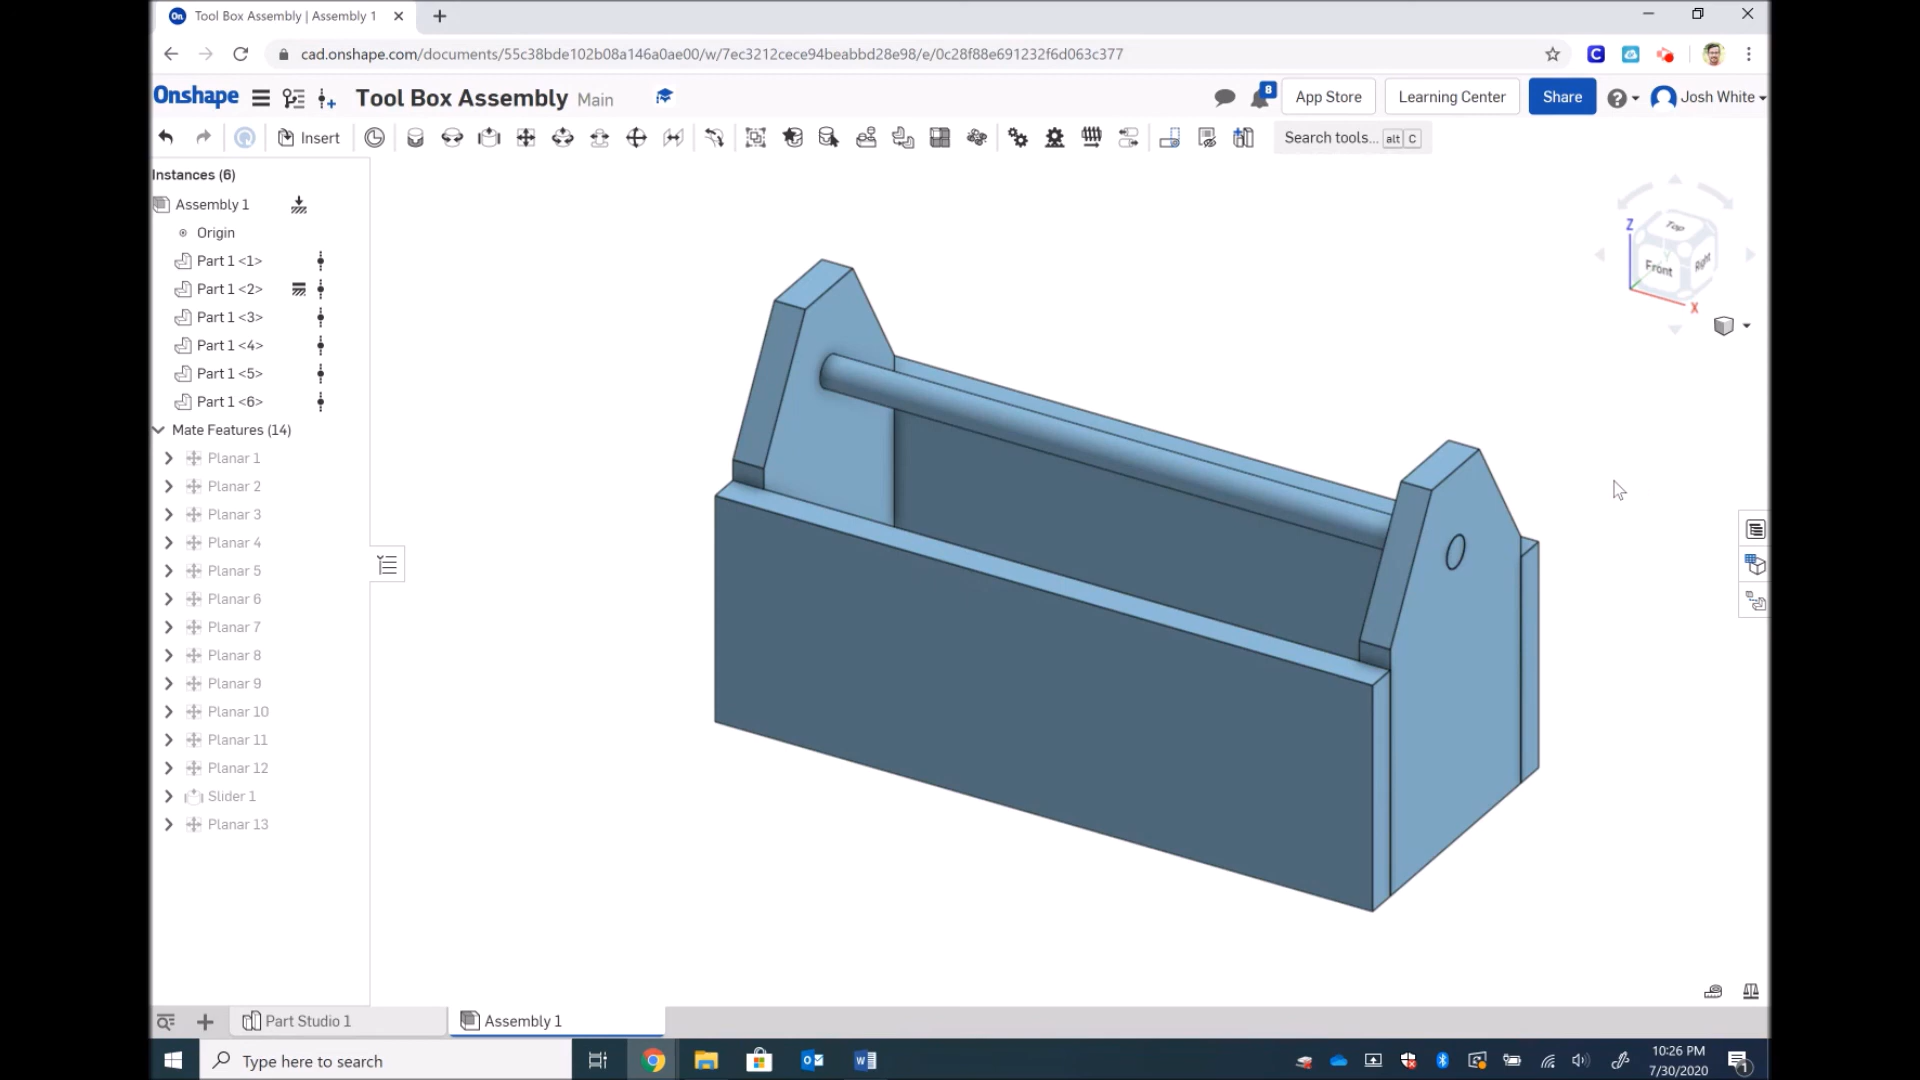 Tool Box Assembly | Assembly 1
cad.onshape.com/documents/55c38bde102b08a146a0ae00/w/7ec3212cece94beabbd28e98/e/0c28f88e691232f6d063c377
Onshape Tool Box Assembly Main 8 App Store Learning Center Share Josh White
Insert Search tools... alt C
Instances (6)
Assembly 1
Origin
Part 1 <1>
Part 1 <2>
Part 1 <3>
Part 1 <4>
Part 1 <5>
Part 1 <6>
Mate Features (14)
Planar 1
Planar 2
Planar 3
Planar 4
Planar 5
Planar 6
Planar 7
Planar 8
Planar 9
Planar 10
Planar 11
Planar 12
Slider 1
Planar 13
Top
Z
Front Right
X
Part Studio 1
Assembly 1
Type here to search
10:26 PM
7/30/2020
1